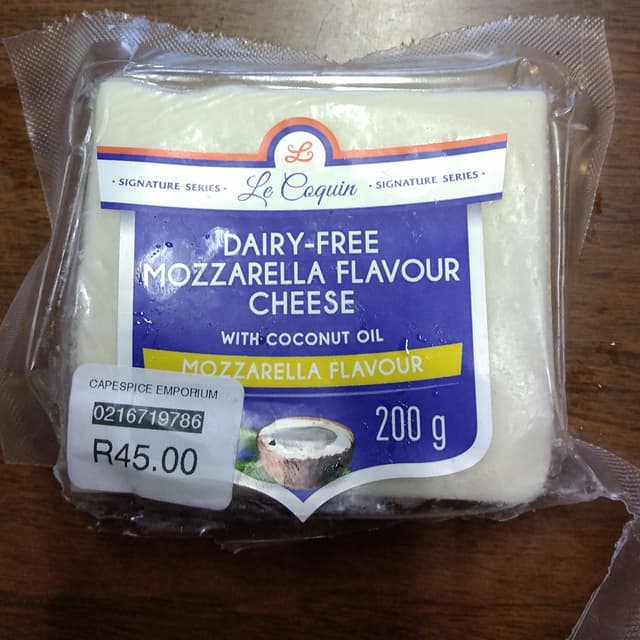 L
· SIGNATURE SERIES · Le Coquin · SIGNATURE SERIES ·
DAIRY-FREE
MOZZARELLA FLAVOUR
CHEESE
WITH COCONUT OIL
MOZZARELLA FLAVOUR
200 g
CAPESPICE EMPORIUM
0216719786
R45.00